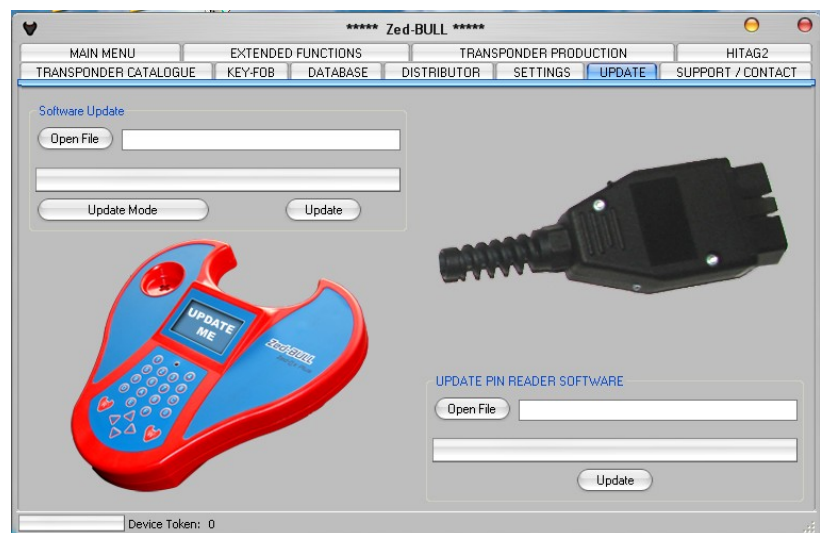 ***** Zed-BULL *****
MAIN MENU EXTENDED FUNCTIONS TRANSPONDER PRODUCTION HITAG2
TRANSPONDER CATALOGUE KEY-FOB DATABASE DISTRIBUTOR SETTINGS UPDATE SUPPORT / CONTACT
Software Update
Open File
Update Mode Update
UPDATE
ME
Zed-BULL
UPDATE PIN READER SOFTWARE
Open File
Update
Device Token: 0